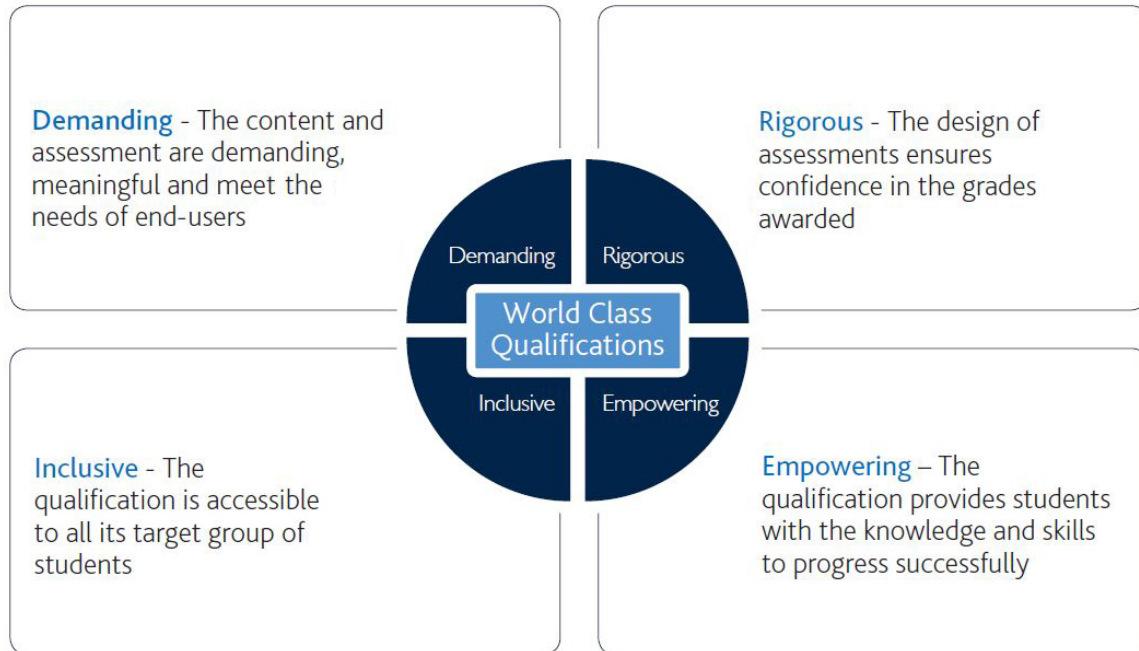 Demanding - The content and
assessment are demanding,
meaningful and meet the
needs of end-users
Rigorous - The design of
assessments ensures
confidence in the grades
awarded
Demanding
Rigorous
World Class
Qualifications
Inclusive
Empowering
Inclusive - The
qualification is accessible
to all its target group of
students
Empowering – The
qualification provides students
with the knowledge and skills
to progress successfully